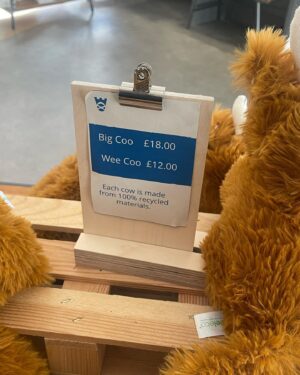 Big Coo £18.00
Wee Coo £12.00
Each cow is made
from 100% recycled
materials.